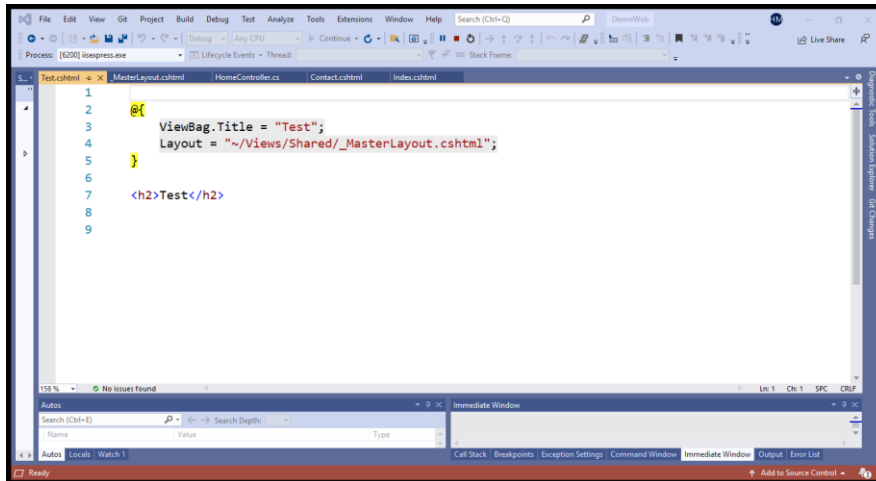 File Edit View Git Project Build Debug Test Analyze Tools Extensions Window Help Search (Ctrl+Q) DemoWeb HM
Debug Any CPU Continue Live Share
Process: [6200] iisexpress.exe Lifecycle Events Thread: Stack Frame:
S... Test.cshtml _MasterLayout.cshtml HomeController.cs Contact.cshtml Index.cshtml
1
2 @{
3 ViewBag.Title = "Test";
4 Layout = "~/Views/Shared/_MasterLayout.cshtml";
5 }
6
7 <h2>Test</h2>
8
9
Diagnostic Tools
Solution Explorer
Git Changes
158 % No issues found Ln: 1 Ch: 1 SPC CRLF
Autos
Search (Ctrl+E) Search Depth:
Name Value Type
Autos Locals Watch 1
Immediate Window
Call Stack Breakpoints Exception Settings Command Window Immediate Window Output Error List
Ready Add to Source Control 3